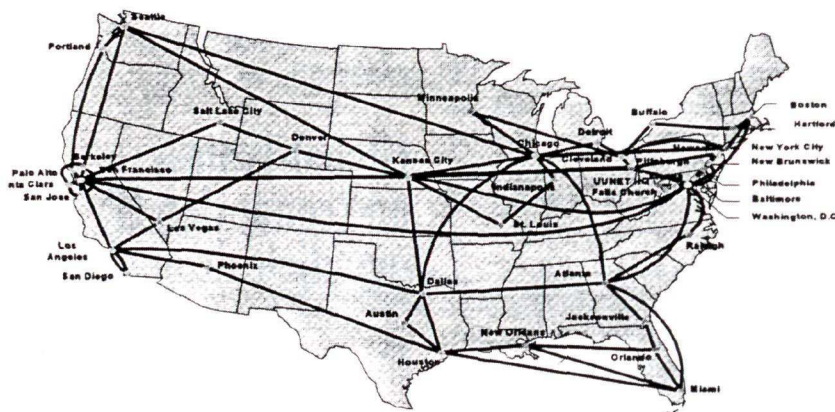 Seattle
Portland
Minneapolis
Boston
Buffalo
Salt Lake City
Hartford
Detroit
Denver
Chicago
New York City
Berkeley
Cleveland
Kansas City
Pittsburgh
New Brunswick
San Francisco
Palo Alto
UUNET HQ
Indianapolis
Falls Church
Philadelphia
nta Clara
San Jose
Baltimore
Washington, D.C
Las Vegas
St. Louis
Raleigh
Los
Angeles
San Diego
Phoenix
Dallas
Atlanta
Austin
Jacksonville
New Orleans
Houston
Orlando
Miami